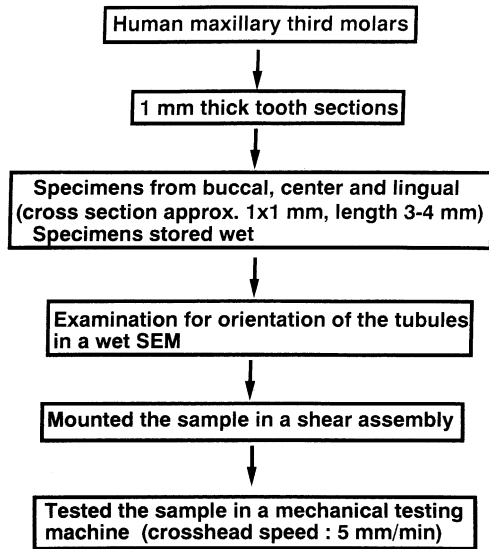 Human maxillary third molars
1 mm thick tooth sections
Specimens from buccal, center and lingual
(cross section approx. 1x1 mm, length 3-4 mm)
Specimens stored wet
Examination for orientation of the tubules
in a wet SEM
Mounted the sample in a shear assembly
Tested the sample in a mechanical testing
machine (crosshead speed : 5 mm/min)